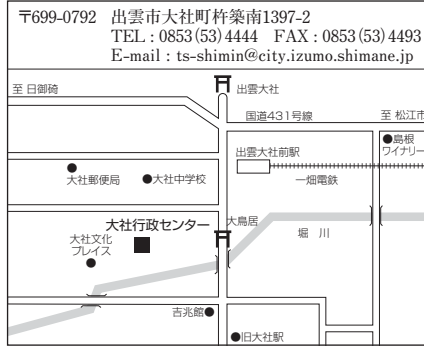 〒699-0792 出雲市大社町杵築南1397-2
TEL : 0853(53)4444 FAX : 0853(53)4493
E-mail : ts-shimin@city.izumo.shimane.jp
至 日御碕
出雲大社
国道431号線
至 松江市
島根
ワイナリー
出雲大社前駅
一畑電鉄
大社郵便局
大社中学校
大社行政センター
大鳥居
堀 川
大社文化
プレイス
吉兆館
旧大社駅